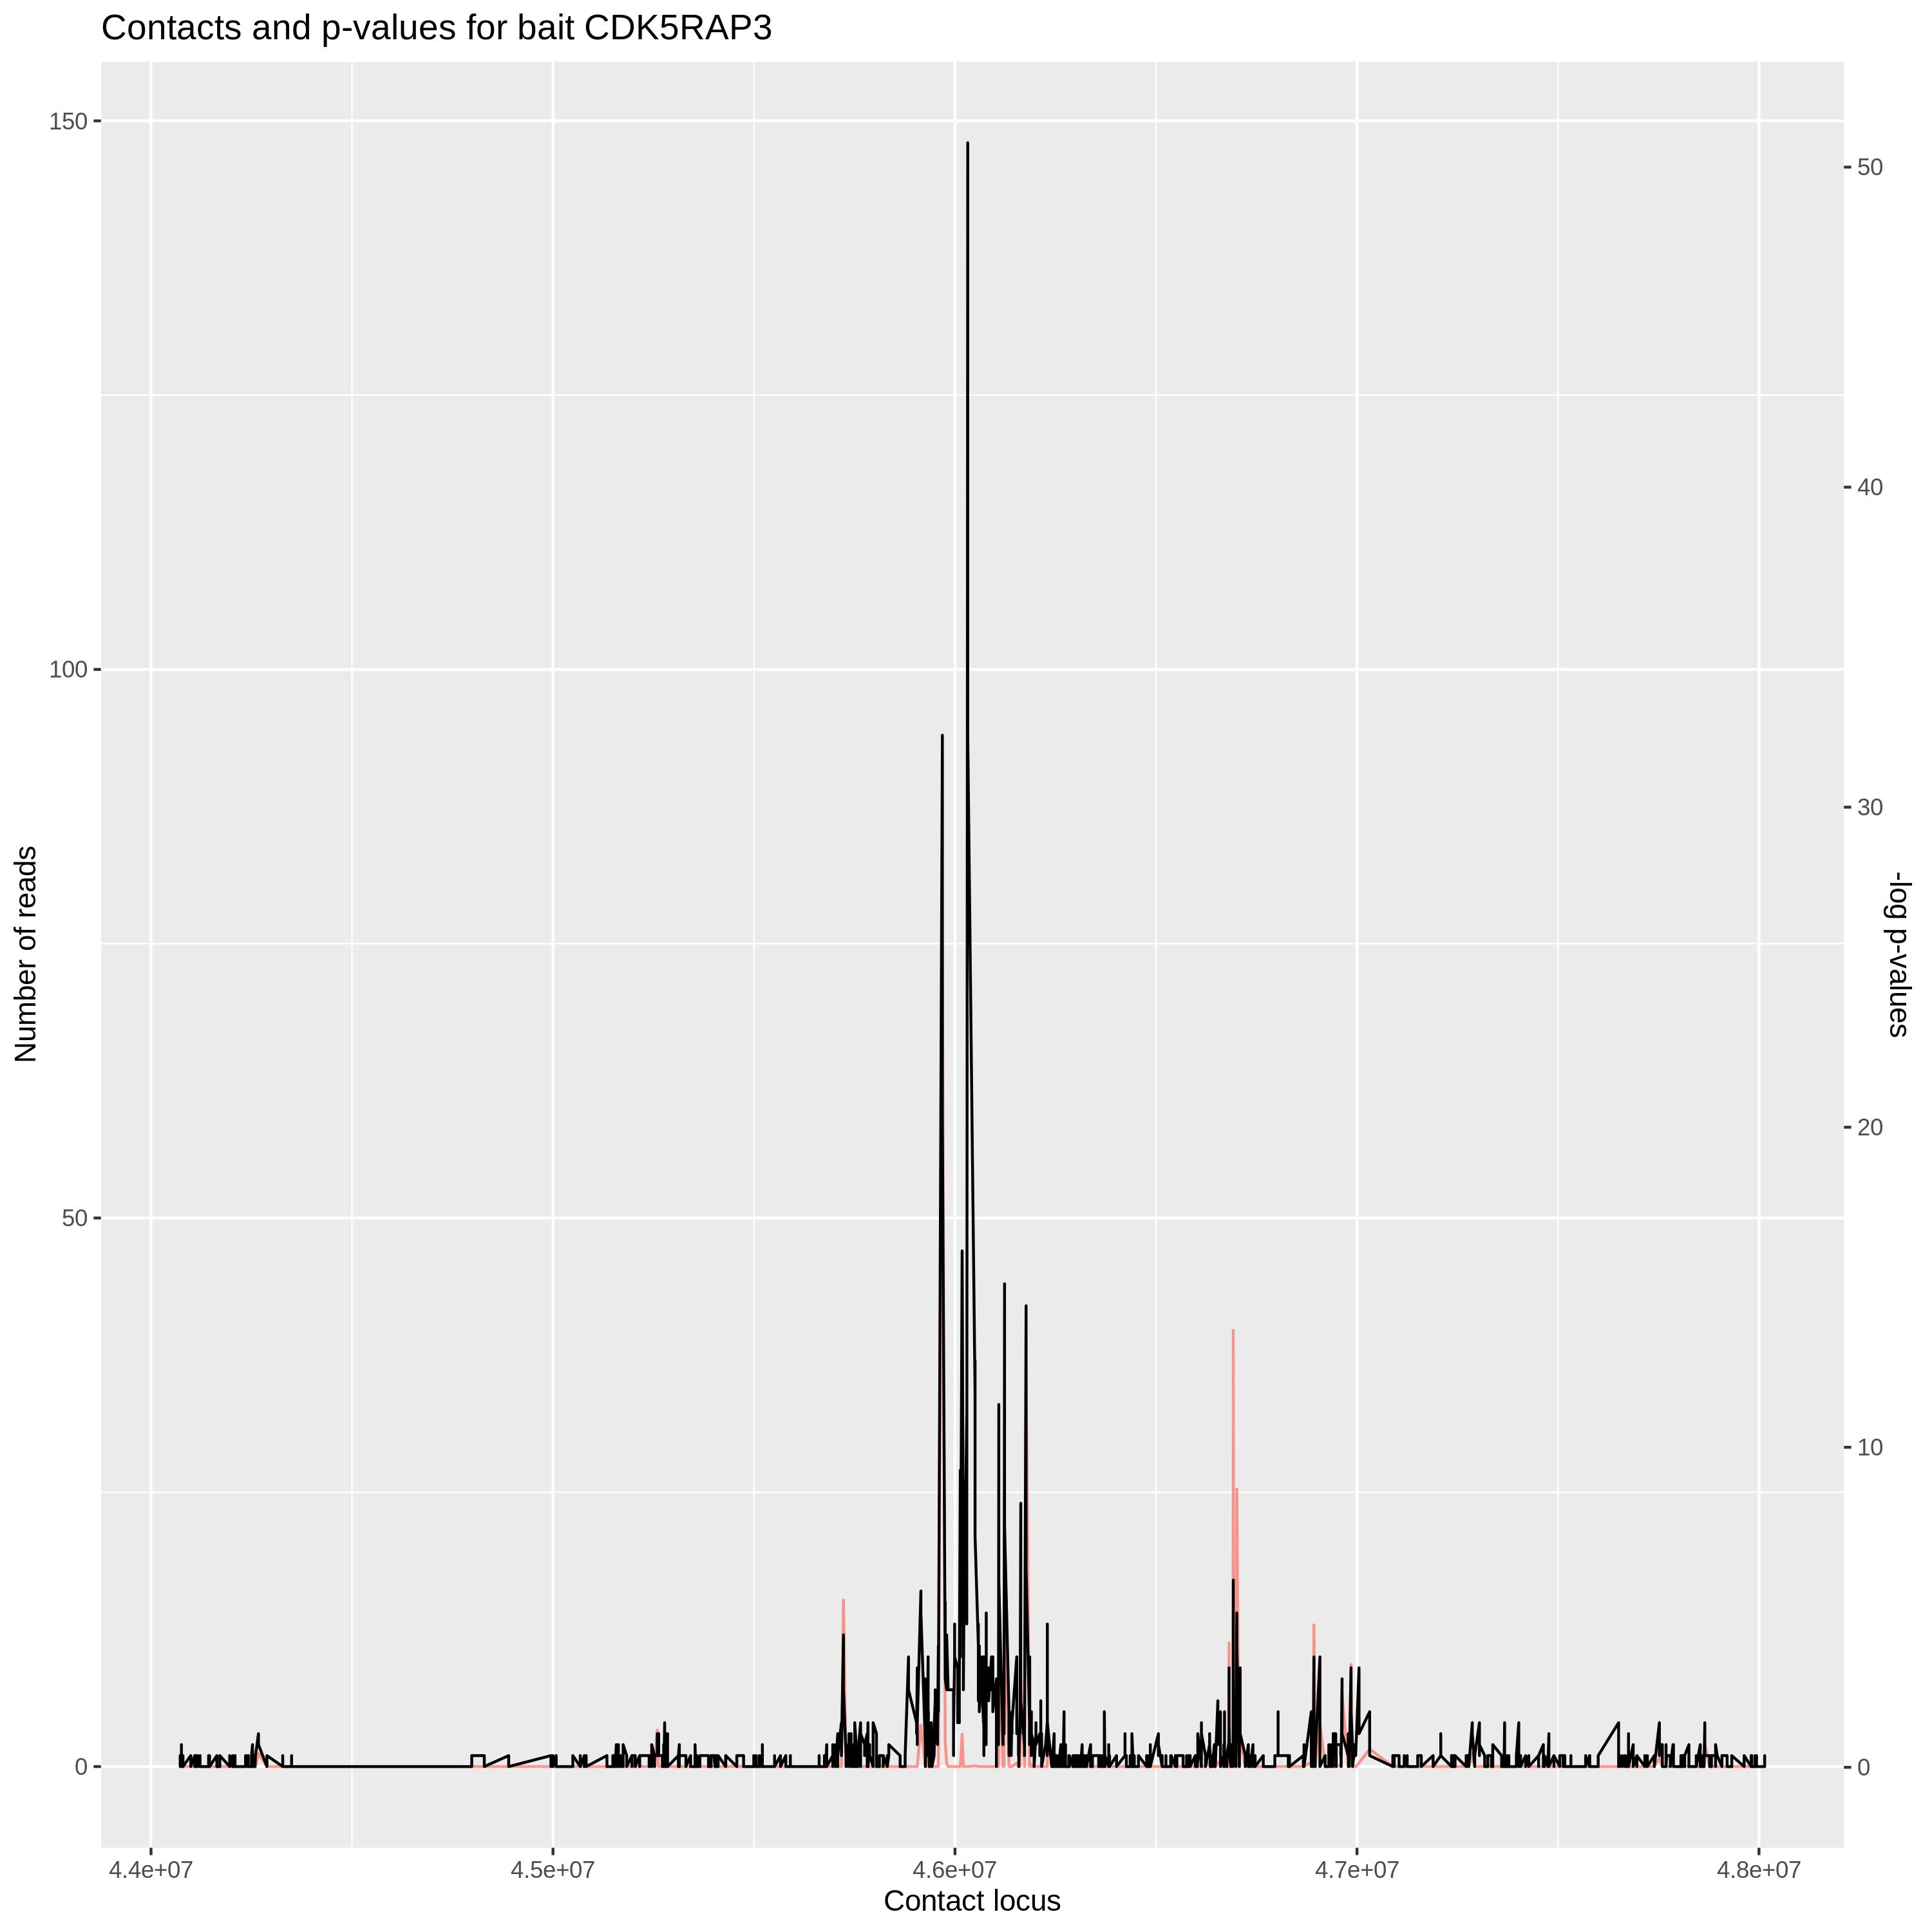 Contacts and p-values for bait CDK5RAP3
150
100
50
0
Number of reads
50
40
30
20
10
0
-log p-values
4.4e+07 4.5e+07 4.6e+07 4.7e+07 4.8e+07
Contact locus